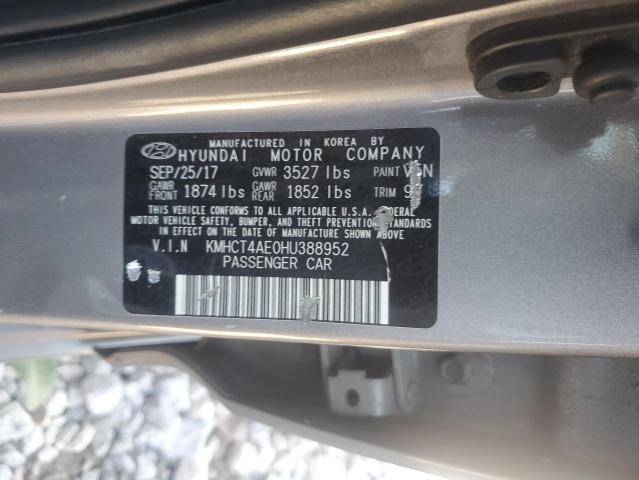 MANUFACTURED IN KOREA BY
HYUNDAI MOTOR COMPANY
SEP/25/17 GVWR 3527 lbs PAINT
GAWR FRONT 1874 lbs GAWR REAR 1852 lbs TRIM
THIS VEHICLE CONFORMS TO ALL APPLICABLE U.S.A. FEDERAL
MOTOR VEHICLE SAFETY, BUMPER, AND THEFT PREVENTION STANDARDS
IN EFFECT ON THE DATE OF MANUFACTURE SHOWN ABOVE.
V.I.N KMHCT4AE0HU388952
PASSENGER CAR